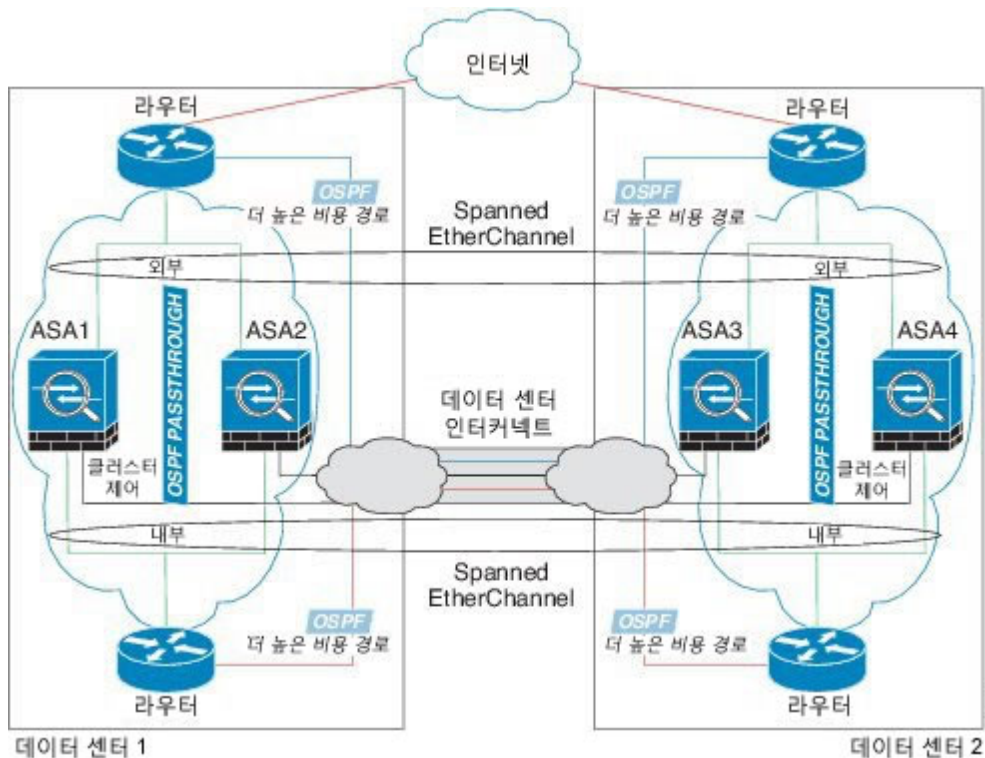 인터넷
라우터
라우터
OSPF
더 높은 비용 경로
Spanned
EtherChannel
OSPF
더 높은 비용 경로
외부
외부
ASA1
OSPF PASSTHROUGH
ASA2
ASA3
OSPF PASSTHROUGH
ASA4
데이터 센터
인터커넥트
클러스터
제어
클러스터
제어
내부
내부
Spanned
EtherChannel
OSPF
더 높은 비용 경로
OSPF
더 높은 비용 경로
라우터
라우터
데이터 센터 1
데이터 센터 2